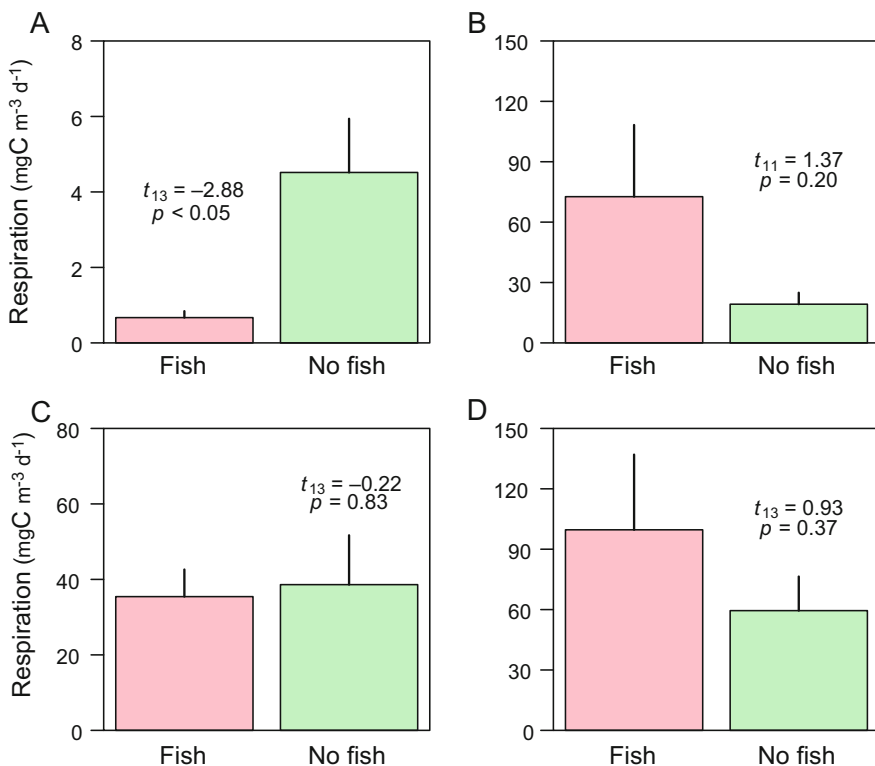 A
Respiration (mgC m⁻³ d⁻¹)
8
6
4
2
0
t₁₃ = –2.88
p < 0.05
Fish No fish
B
150
120
90
60
30
0
t₁₁ = 1.37
p = 0.20
Fish No fish
C
Respiration (mgC m⁻³ d⁻¹)
80
60
40
20
0
t₁₃ = –0.22
p = 0.83
Fish No fish
D
150
120
90
60
30
0
t₁₃ = 0.93
p = 0.37
Fish No fish